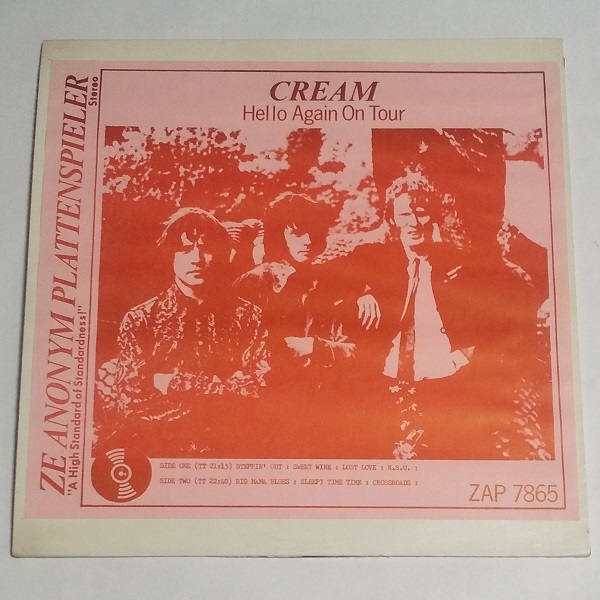 CREAM
Hello Again On Tour
ZE ANONYM PLATTENSPIELER
Stereo
"A High Standard of Standardness!"
SIDE ONE (TT 21:15) STEPPIN' OUT : SWEET WINE : LOST LOVE : N.S.U. :
SIDE TWO (TT 22:40) BIG MAMA BLUES : SLEEPY TIME TIME : CROSSROADS :
ZAP 7865